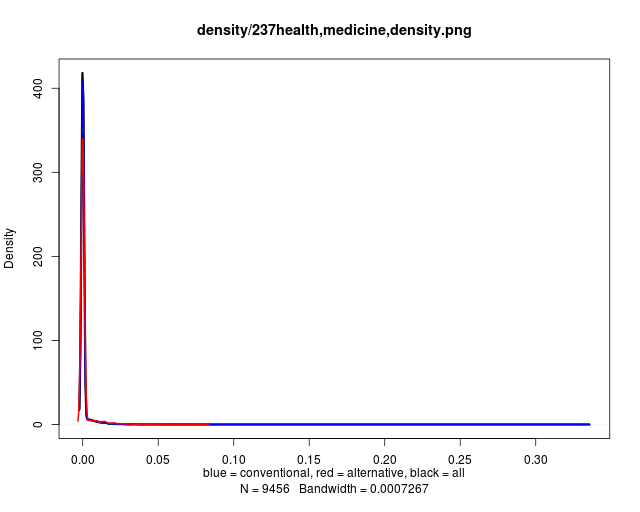 density/237health,medicine,density.png
Density
400
300
200
100
0
0.00 0.05 0.10 0.15 0.20 0.25 0.30
blue = conventional, red = alternative, black = all
N = 9456 Bandwidth = 0.0007267